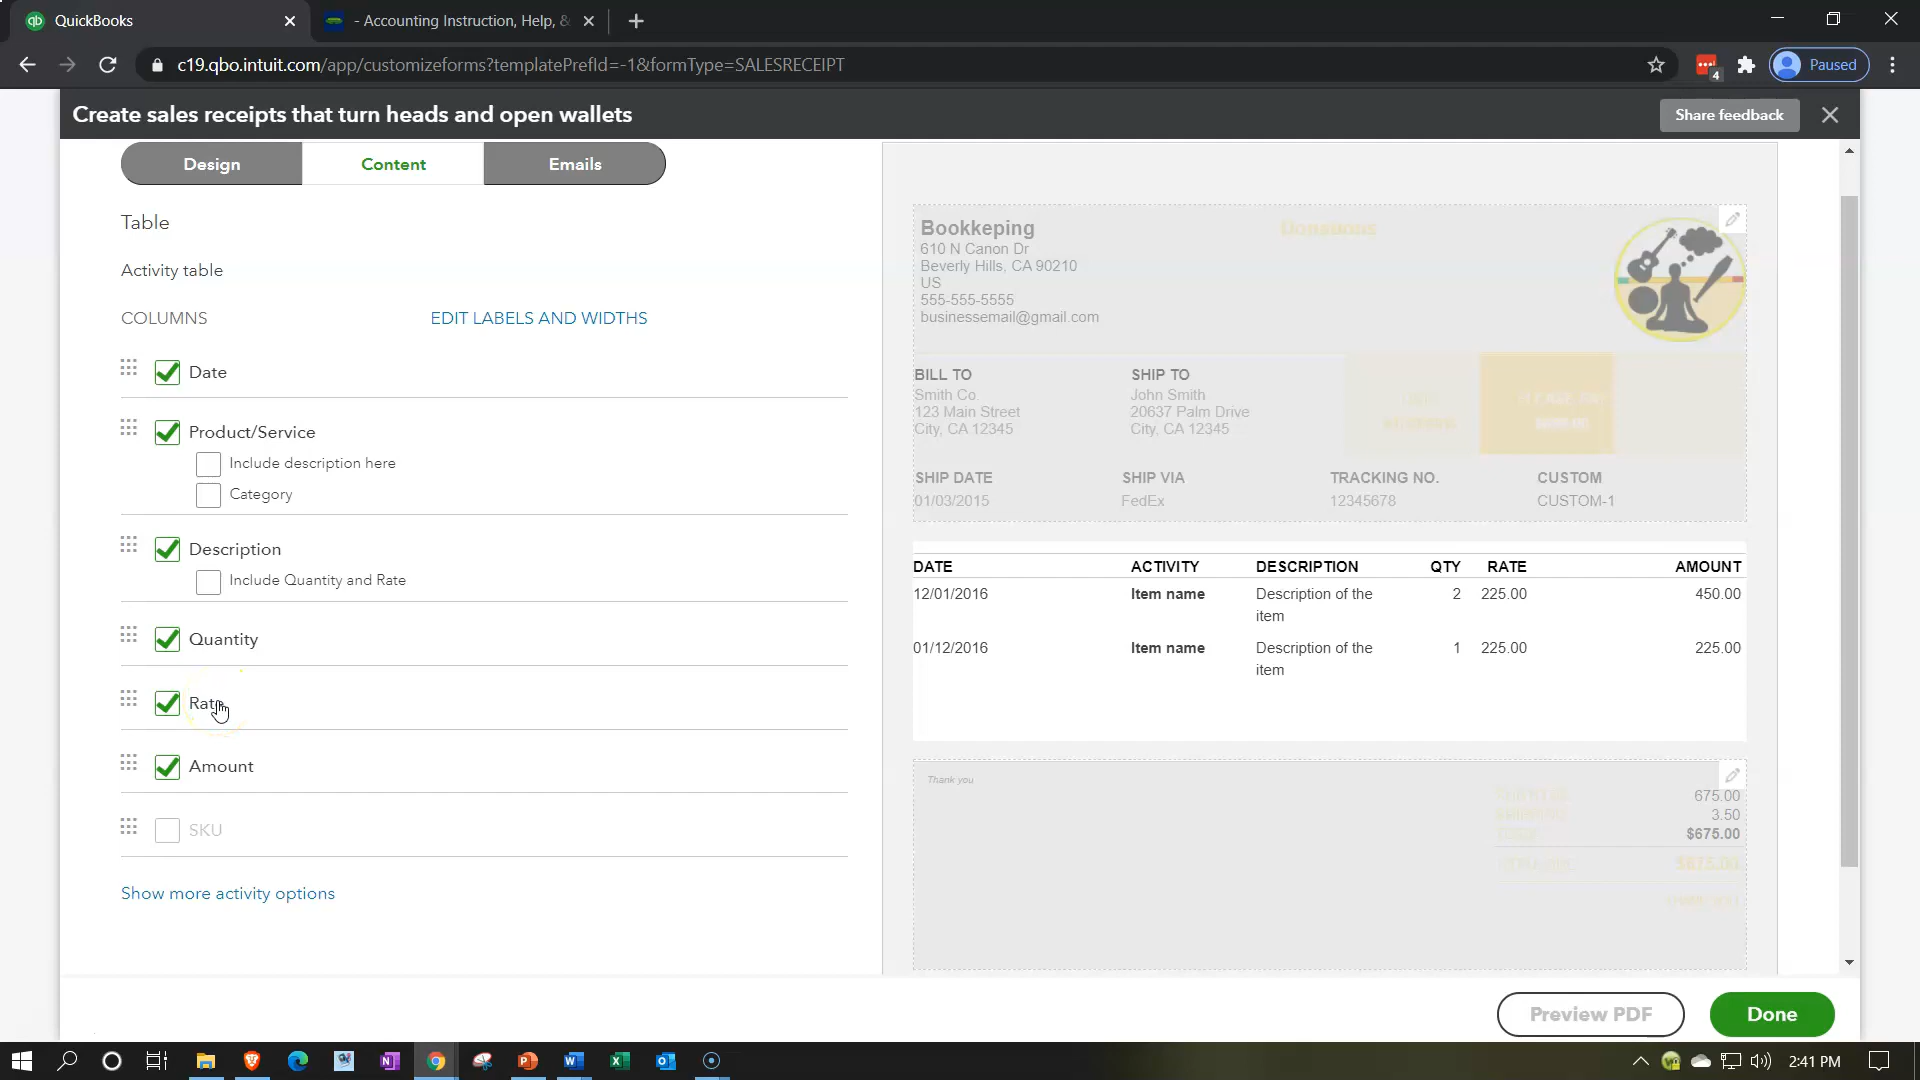 QuickBooks
- Accounting Instruction, Help, &
c19.qbo.intuit.com/app/customizeforms?templatePrefId=-1&formType=SALESRECEIPT
4
Paused
Create sales receipts that turn heads and open wallets
Share feedback
Design
Content
Emails
Table
Activity table
COLUMNS
EDIT LABELS AND WIDTHS
Date
Product/Service
Include description here
Category
Description
Include Quantity and Rate
Quantity
Rate
Amount
SKU
Show more activity options
Bookkeping
Donations
610 N Canon Dr
Beverly Hills, CA 90210
US
555-555-5555
businessemail@gmail.com
BILL TO
SHIP TO
Smith Co.
John Smith
123 Main Street
20637 Palm Drive
City, CA 12345
City, CA 12345
SHIP DATE
SHIP VIA
TRACKING NO.
CUSTOM
01/03/2015
FedEx
12345678
CUSTOM-1
DATE
ACTIVITY
DESCRIPTION
QTY
RATE
AMOUNT
12/01/2016
Item name
Description of the
item
2
225.00
450.00
01/12/2016
Item name
Description of the
item
1
225.00
225.00
Thank you
675.00
3.50
$675.00
$675.00
THANK YOU
Preview PDF
Done
2:41 PM